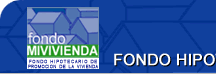 fondo
MIVIVIENDA
FONDO HIPOTECARIO DE
PROMOCION DE LA VIVIENDA
FONDO HIPO